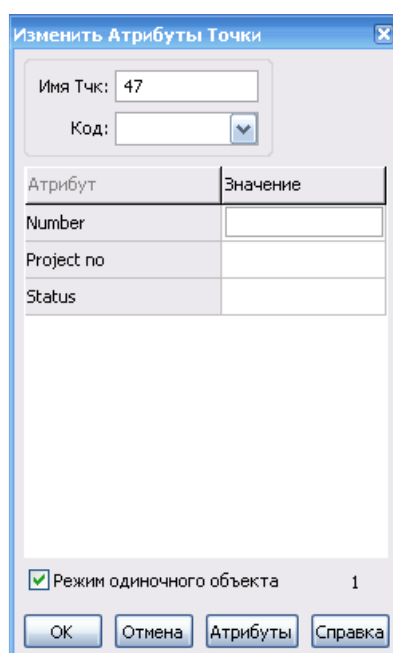 Изменить Атрибуты Точки
Имя Тчк: 47
Код:
Атрибут Значение
Number
Project no
Status
Режим одиночного объекта 1
OK Отмена Атрибуты Справка